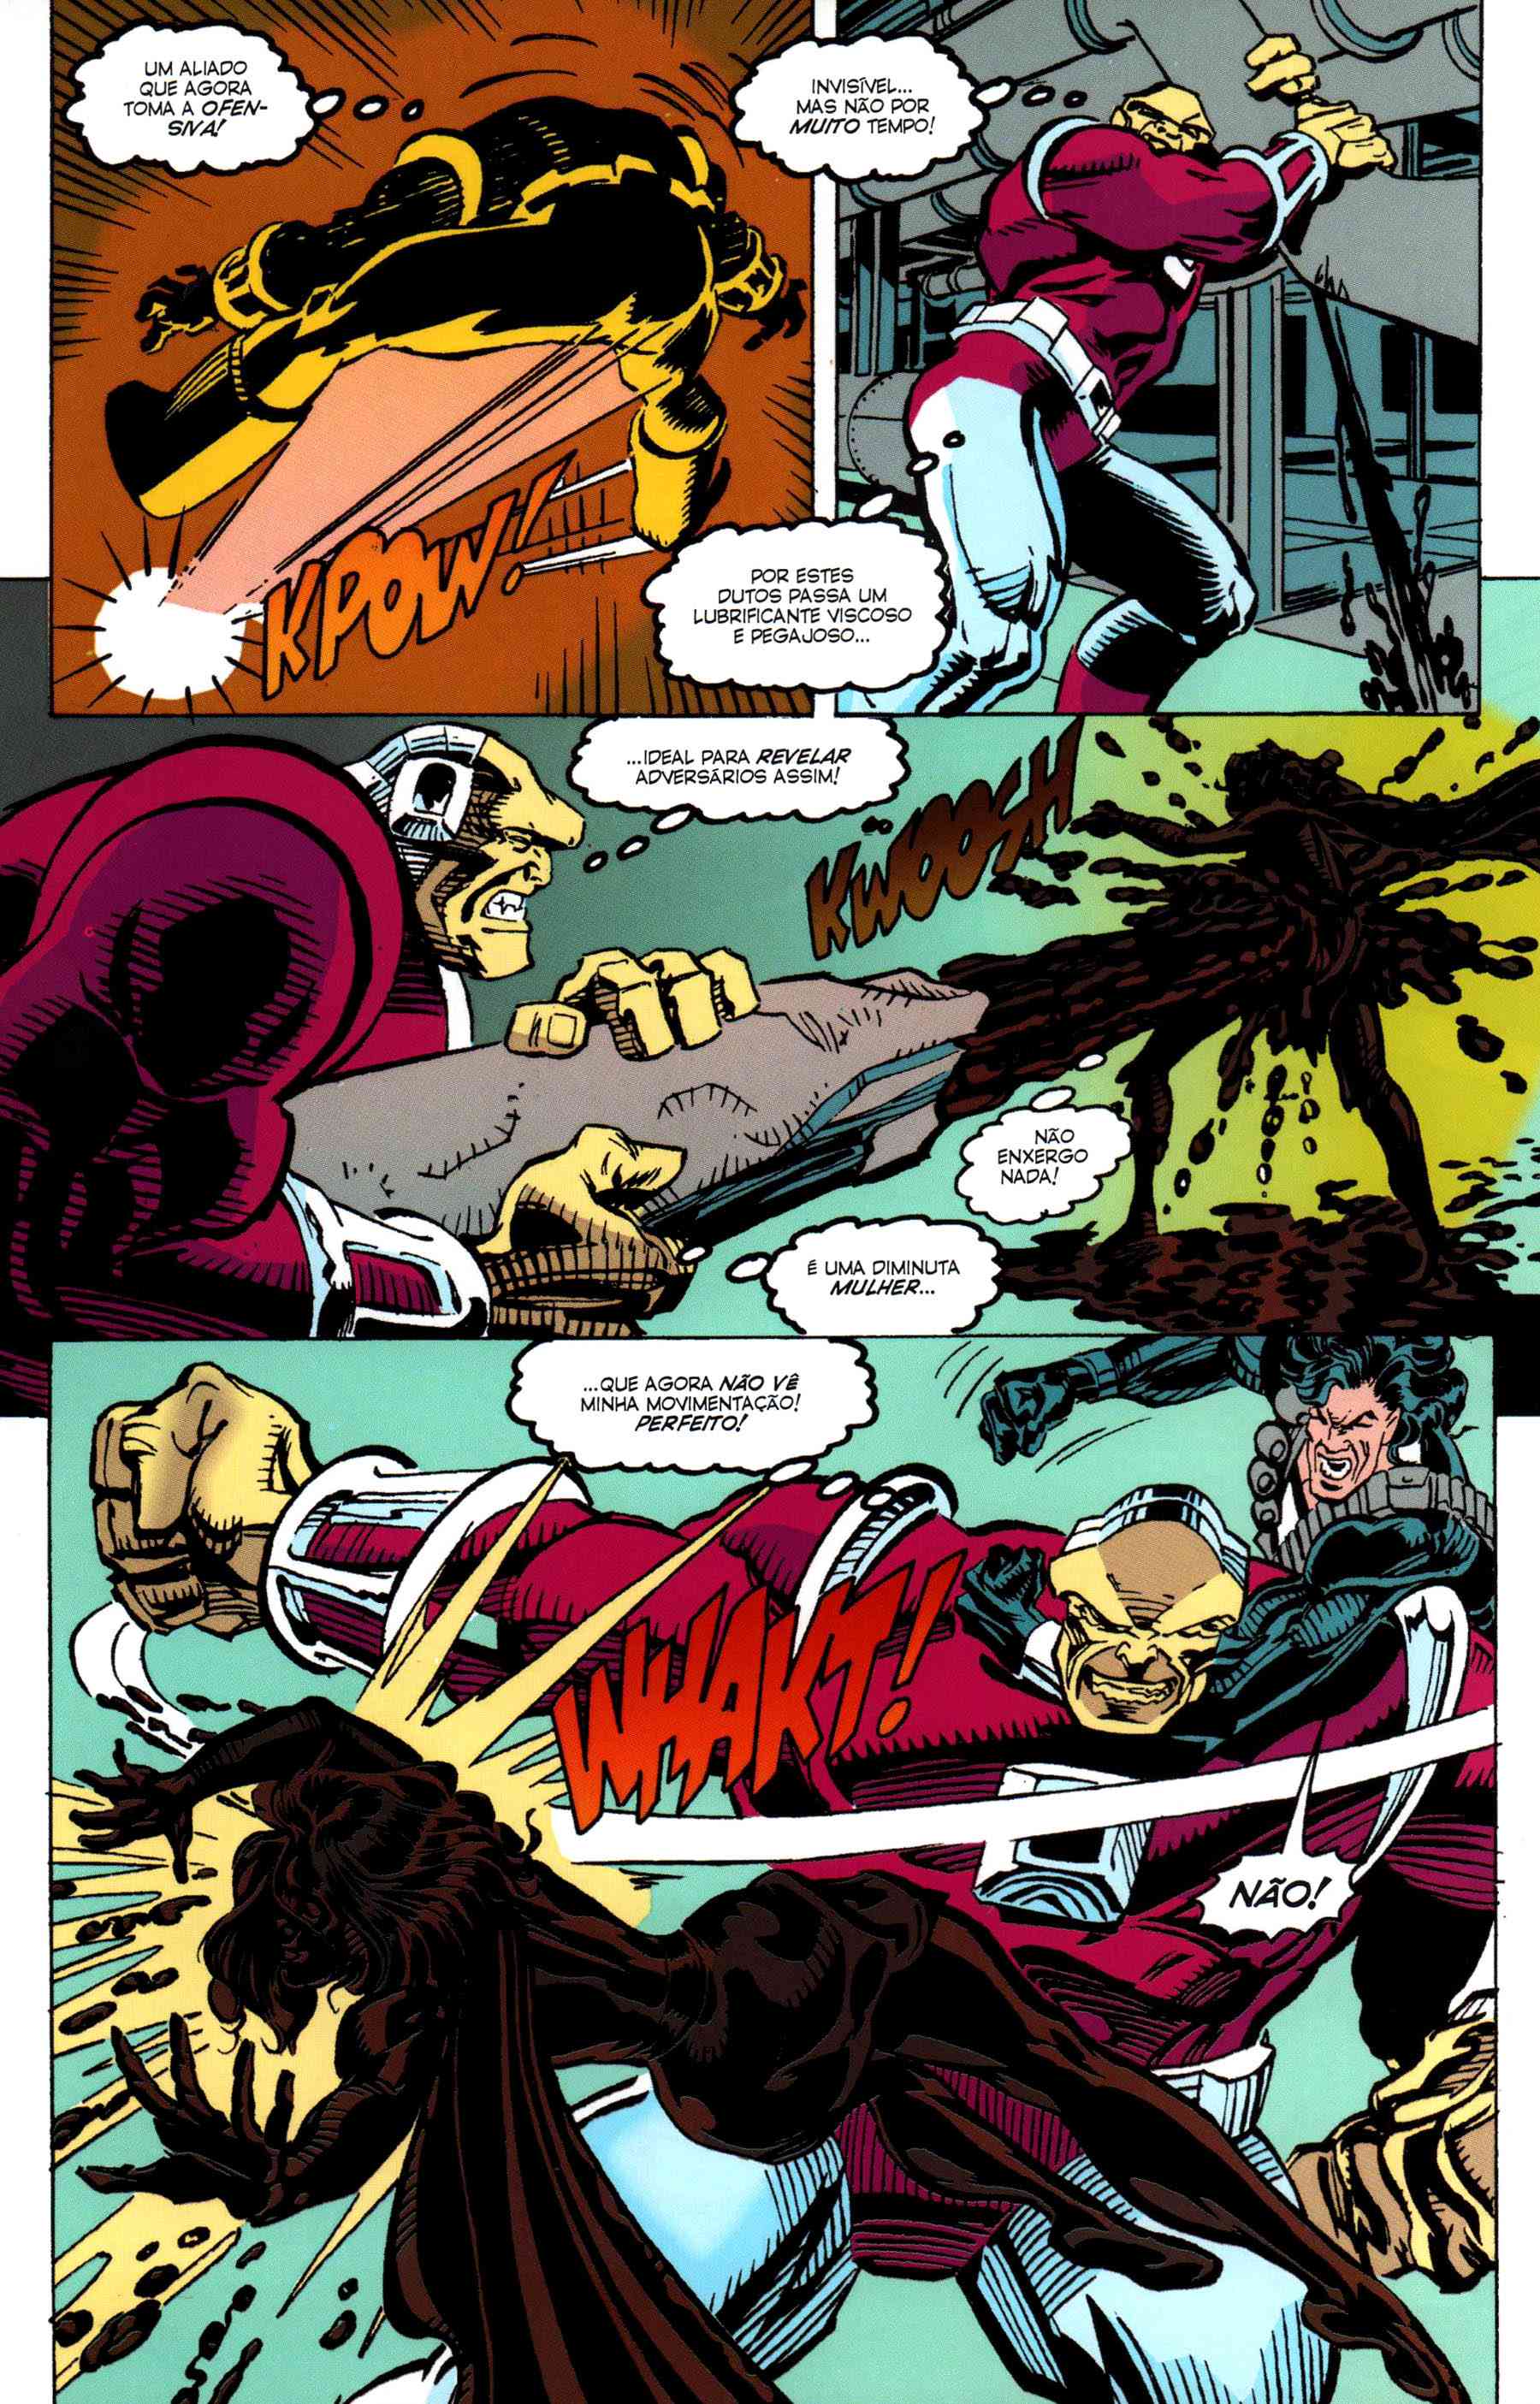 UM ALIADO
QUE AGORA
TOMA A OFEN-
SIVA!
INVISÍVEL...
MAS NÃO POR
MUITO TEMPO!
KPOW!
POR ESTES
DUTOS PASSA UM
LUBRIFICANTE VISCOSO
E PEGAJOSO...
...IDEAL PARA REVELAR
ADVERSÁRIOS ASSIM!
KWOOSH
NÃO
ENXERGO
NADA!
É UMA DIMINUTA
MULHER...
...QUE AGORA NÃO VÊ
MINHA MOVIMENTAÇÃO!
PERFEITO!
WHAKT!
NÃO!